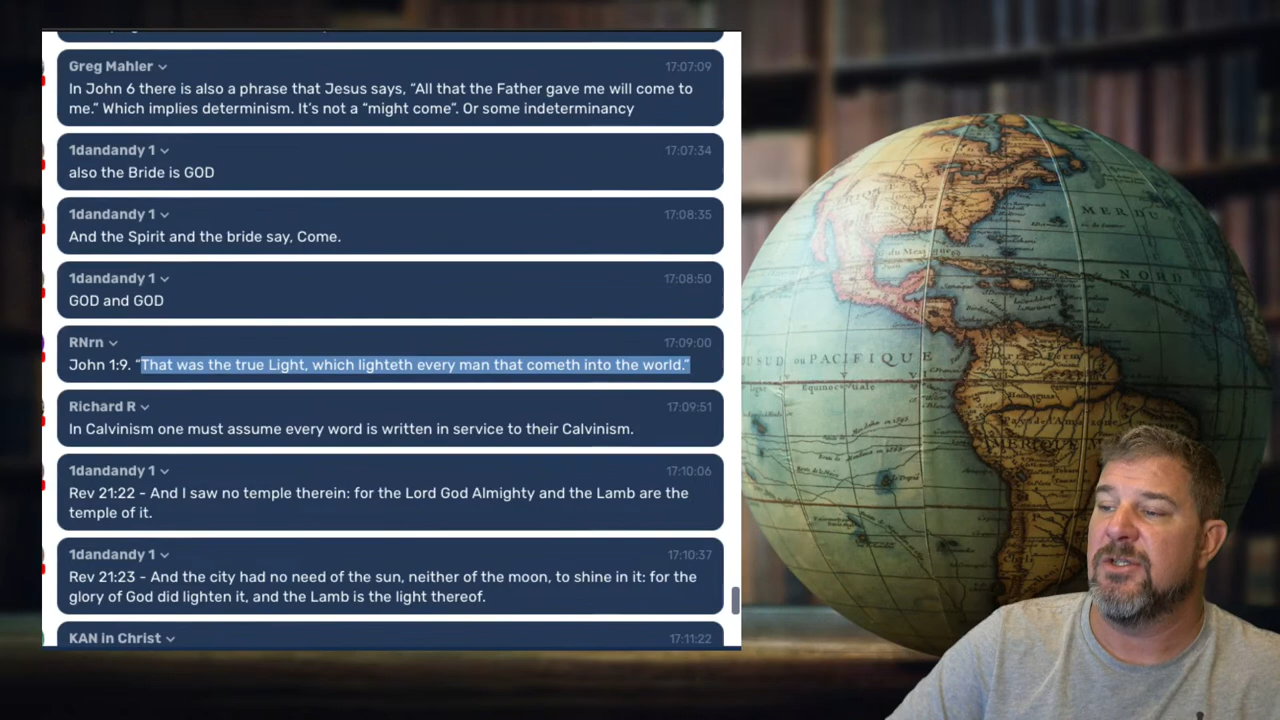 Greg Mahler 17:07:09
In John 6 there is also a phrase that Jesus says, “All that the Father gave me will come to
me.” Which implies determinism. It’s not a “might come”. Or some indeterminancy
1dandandy 1 17:07:34
also the Bride is GOD
1dandandy 1 17:08:35
And the Spirit and the bride say, Come.
1dandandy 1 17:08:50
GOD and GOD
RNrn 17:09:00
John 1:9. “That was the true Light, which lighteth every man that cometh into the world.”
Richard R 17:09:51
In Calvinism one must assume every word is written in service to their Calvinism.
1dandandy 1 17:10:06
Rev 21:22 - And I saw no temple therein: for the Lord God Almighty and the Lamb are the
temple of it.
1dandandy 1 17:10:37
Rev 21:23 - And the city had no need of the sun, neither of the moon, to shine in it: for the
glory of God did lighten it, and the Lamb is the light thereof.
KAN in Christ 17:11:22
MER DU
NORD
DU SUD ou PACIFIQUE